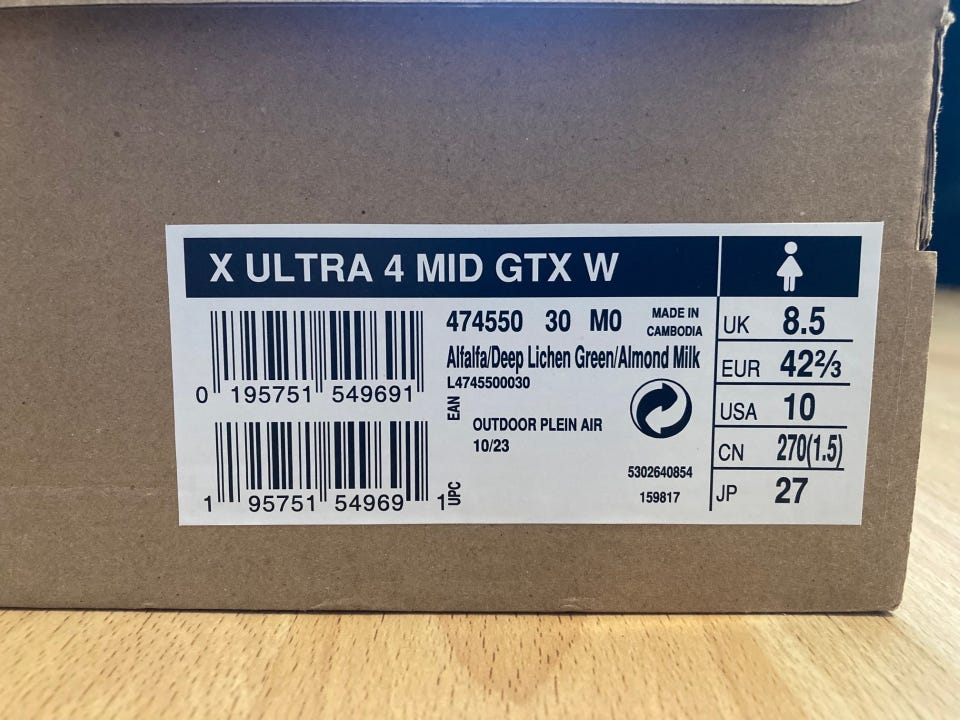 X ULTRA 4 MID GTX W
474550 30 M0
MADE IN
CAMBODIA
Alfalfa/Deep Lichen Green/Almond Milk
L4745500030
0 195751 549691
EAN
OUTDOOR PLEIN AIR
10/23
1 95751 54969 1
UPC
5302640854
159817
UK 8.5
EUR 42⅔
USA 10
CN 270(1.5)
JP 27